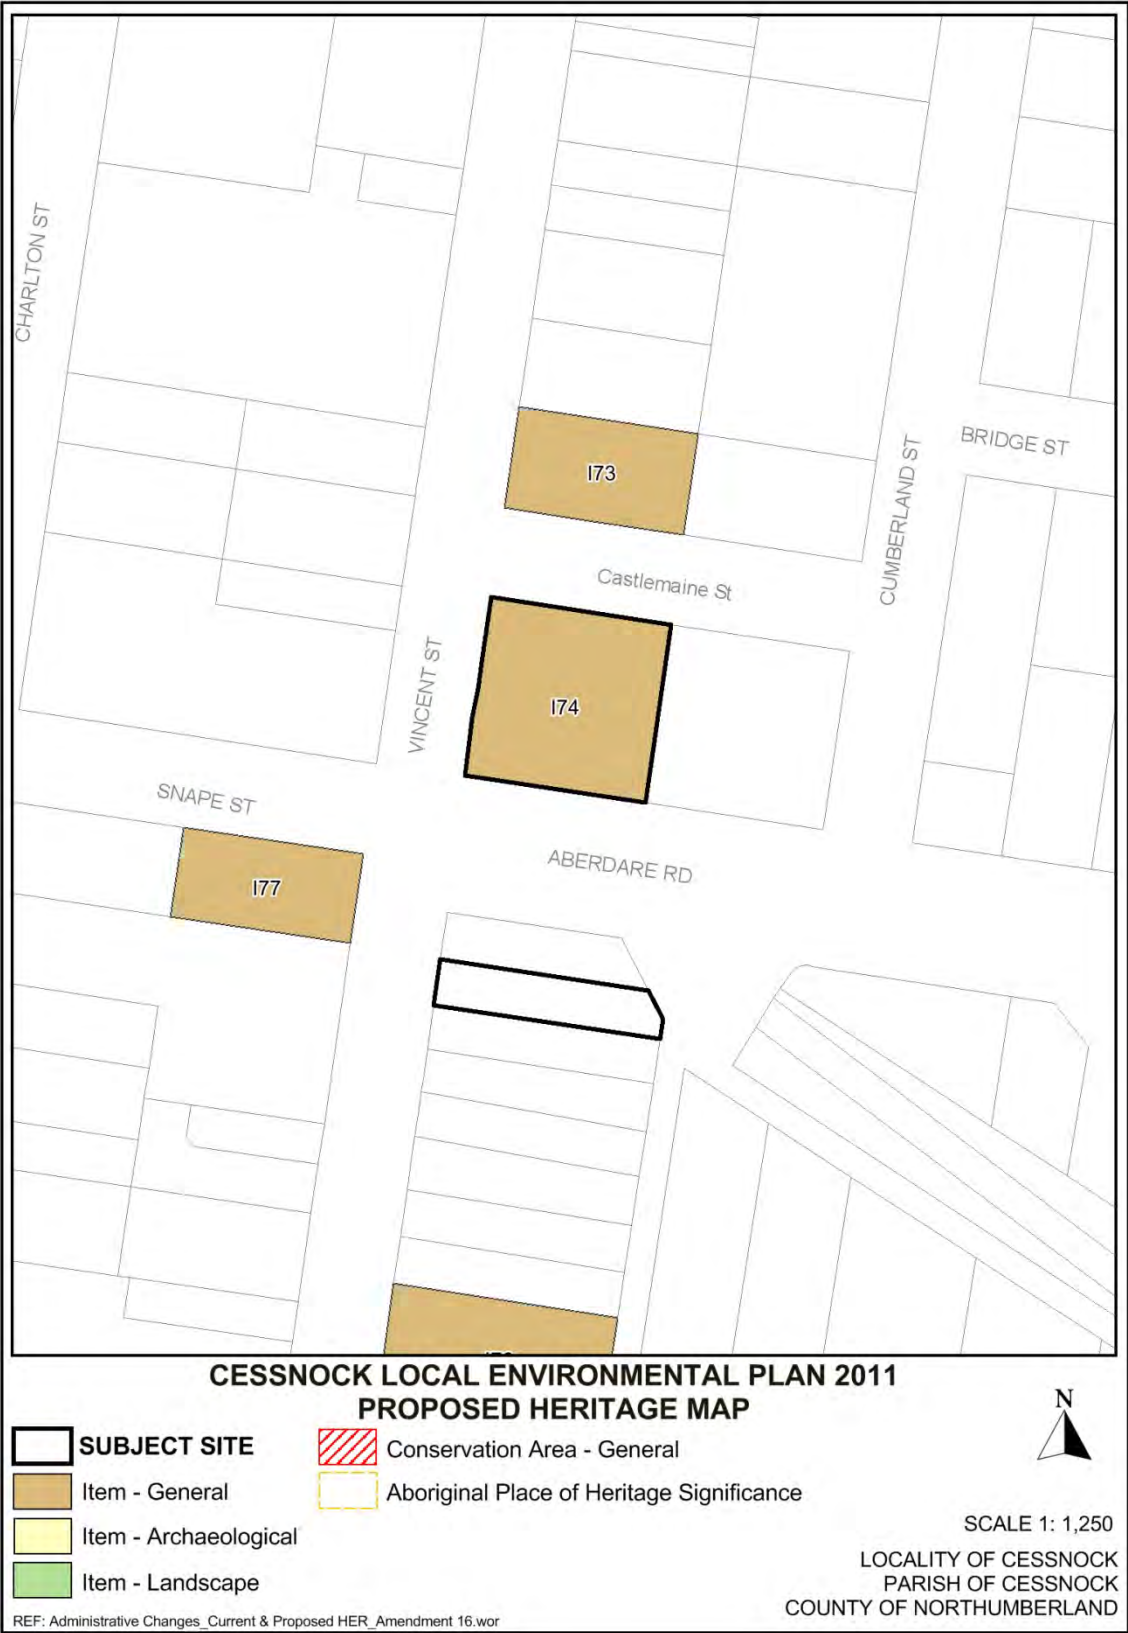 CHARLTON ST
I73
BRIDGE ST
CUMBERLAND ST
Castlemaine St
I74
VINCENT ST
SNAPE ST
ABERDARE RD
I77
CESSNOCK LOCAL ENVIRONMENTAL PLAN 2011
PROPOSED HERITAGE MAP
N
SUBJECT SITE
Conservation Area - General
Item - General
Aboriginal Place of Heritage Significance
Item - Archaeological
Item - Landscape
SCALE 1: 1,250
LOCALITY OF CESSNOCK
PARISH OF CESSNOCK
COUNTY OF NORTHUMBERLAND
REF: Administrative Changes_Current & Proposed HER_Amendment 16.wor